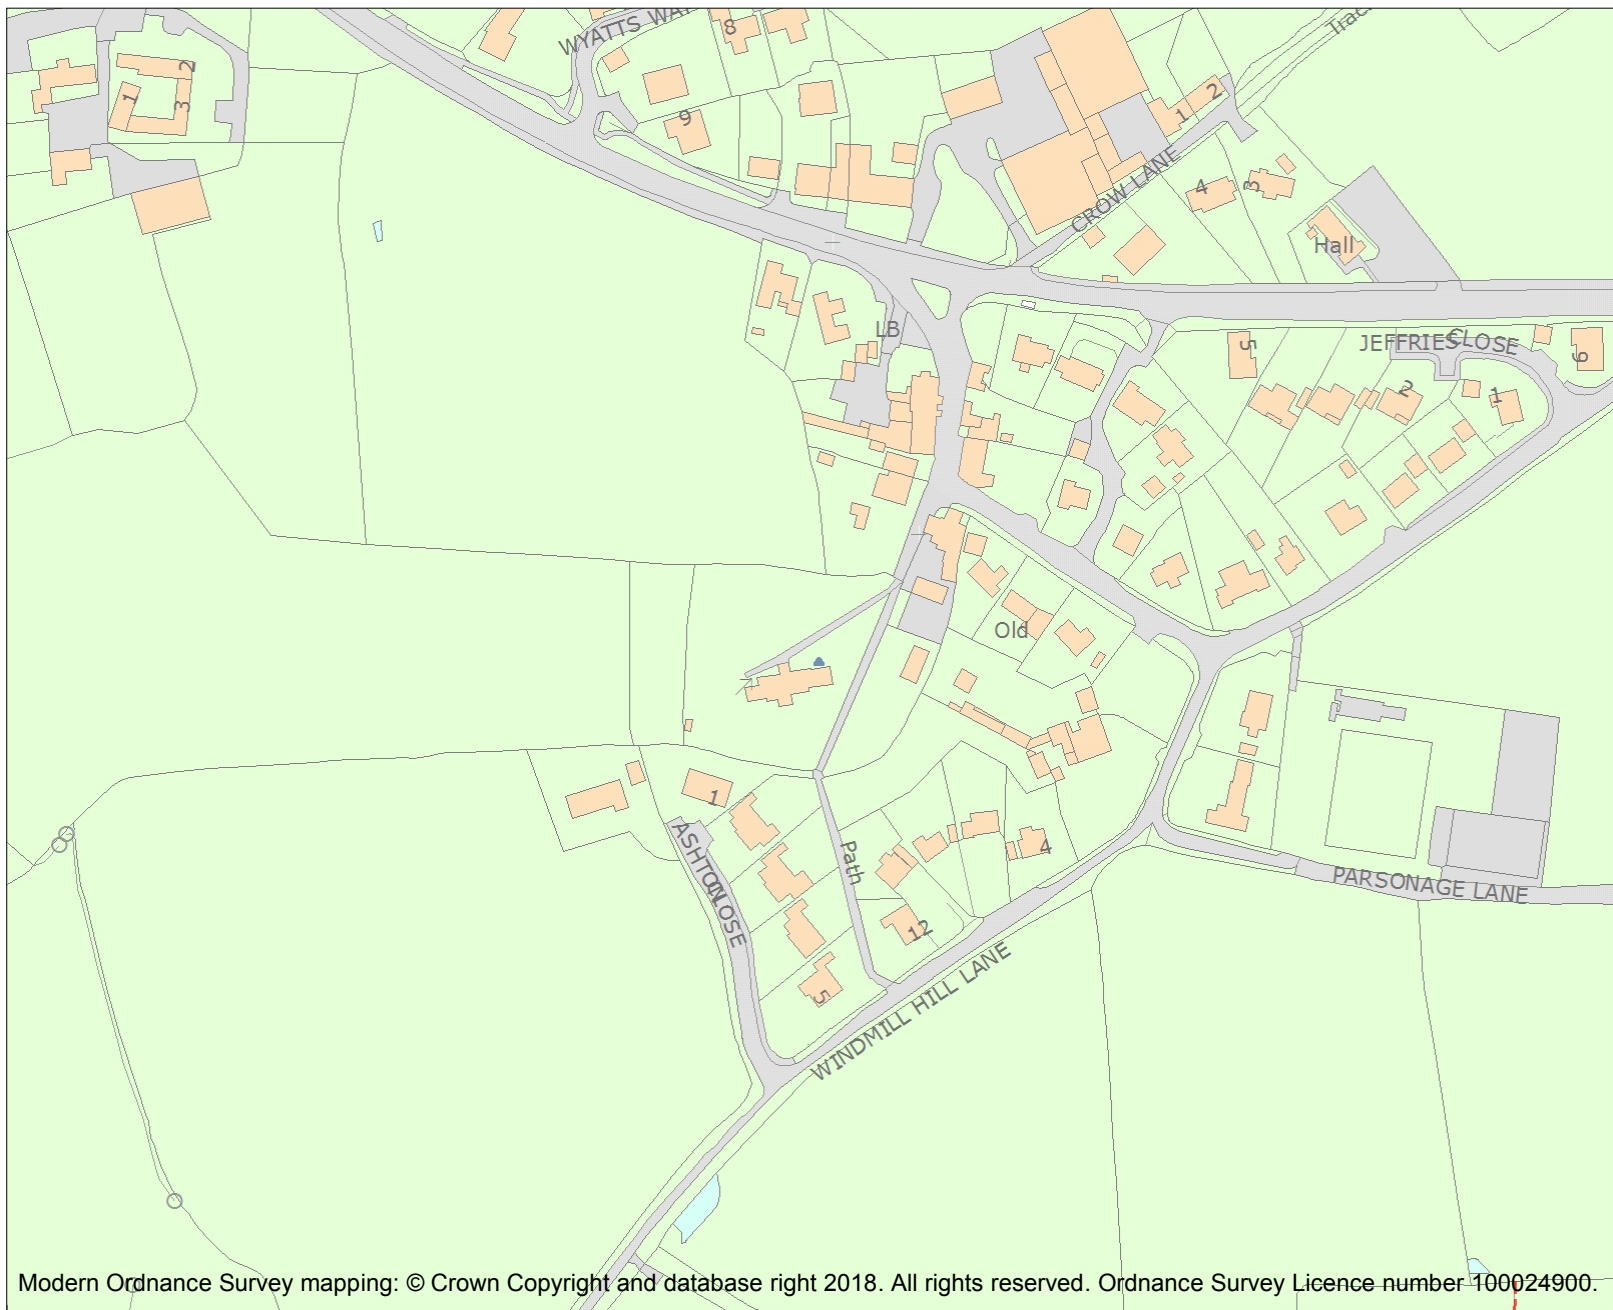 WYATTS WAY
8
Track
2
1
3
9
2
1
CROW LANE
4
3
Hall
LB
5
JEFFRIES CLOSE
6
2
1
Old
1
ASHTON CLOSE
Path
4
PARSONAGE LANE
12
5
WINDMILL HILL LANE
Modern Ordnance Survey mapping: © Crown Copyright and database right 2018. All rights reserved. Ordnance Survey Licence number 100024900.